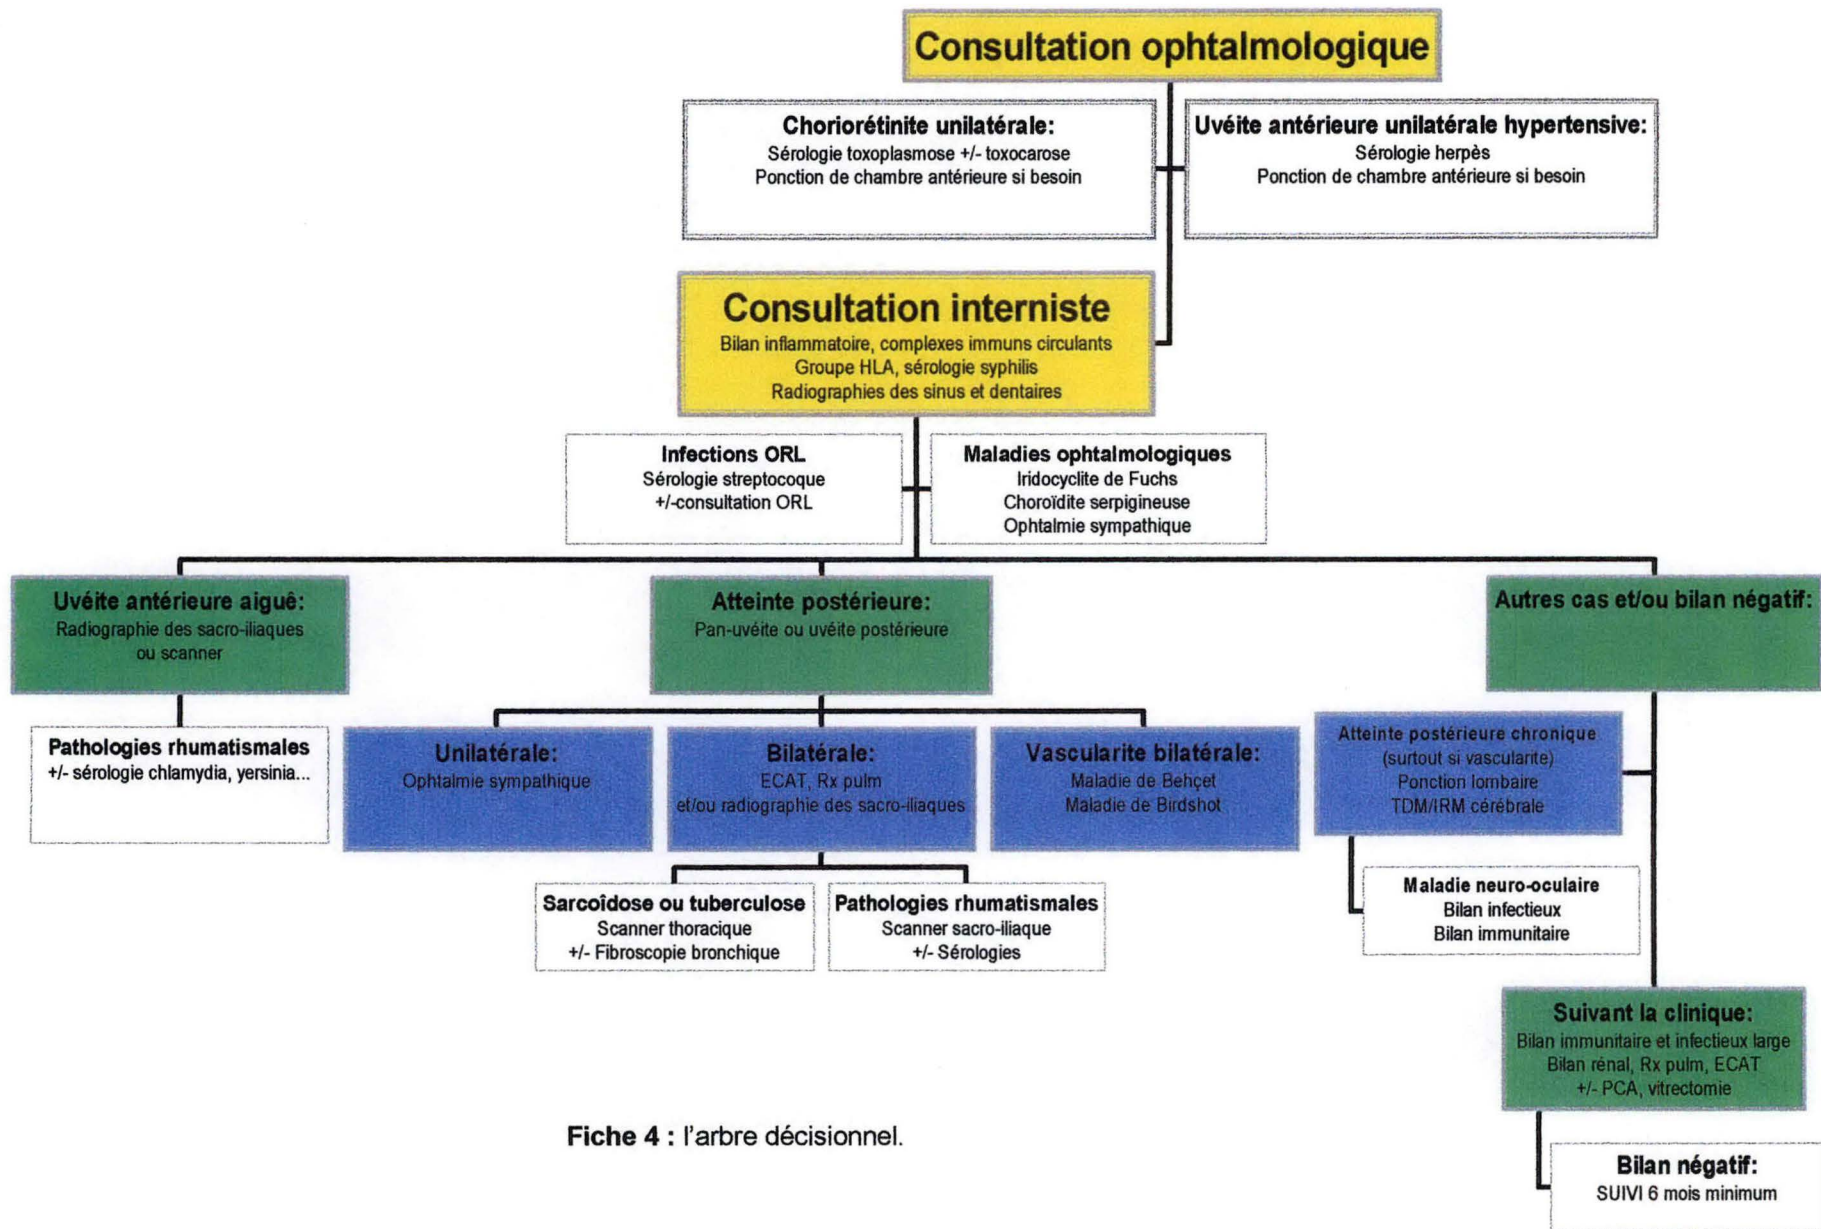 Consultation ophtalmologique
Choriorétinite unilatérale:
Sérologie toxoplasmose +/- toxocarose
Ponction de chambre antérieure si besoin
Uvéite antérieure unilatérale hypertensive:
Sérologie herpès
Ponction de chambre antérieure si besoin
Consultation interniste
Bilan inflammatoire, complexes immuns circulants
Groupe HLA, sérologie syphilis
Radiographies des sinus et dentaires
Infections ORL
Sérologie streptocoque
+/-consultation ORL
Maladies ophtalmologiques
Iridocyclite de Fuchs
Choroïdite serpigineuse
Ophtalmie sympathique
Uvéite antérieure aiguê:
Radiographie des sacro-iliaques
ou scanner
Atteinte postérieure:
Pan-uvéite ou uvéite postérieure
Autres cas et/ou bilan négatif:
Pathologies rhumatismales
+/- sérologie chlamydia, yersinia...
Unilatérale:
Ophtalmie sympathique
Bilatérale:
ECAT, Rx pulm
et/ou radiographie des sacro-iliaques
Vascularite bilatérale:
Maladie de Behçet
Maladie de Birdshot
Atteinte postérieure chronique
(surtout si vascularite)
Ponction lombaire
TDM/IRM cérébrale
Sarcoîdose ou tuberculose
Scanner thoracique
+/- Fibroscopie bronchique
Pathologies rhumatismales
Scanner sacro-iliaque
+/- Sérologies
Maladie neuro-oculaire
Bilan infectieux
Bilan immunitaire
Suivant la clinique:
Bilan immunitaire et infectieux large
Bilan rénal, Rx pulm, ECAT
+/- PCA, vitrectomie
Bilan négatif:
SUIVI 6 mois minimum
Fiche 4 : l'arbre décisionnel.